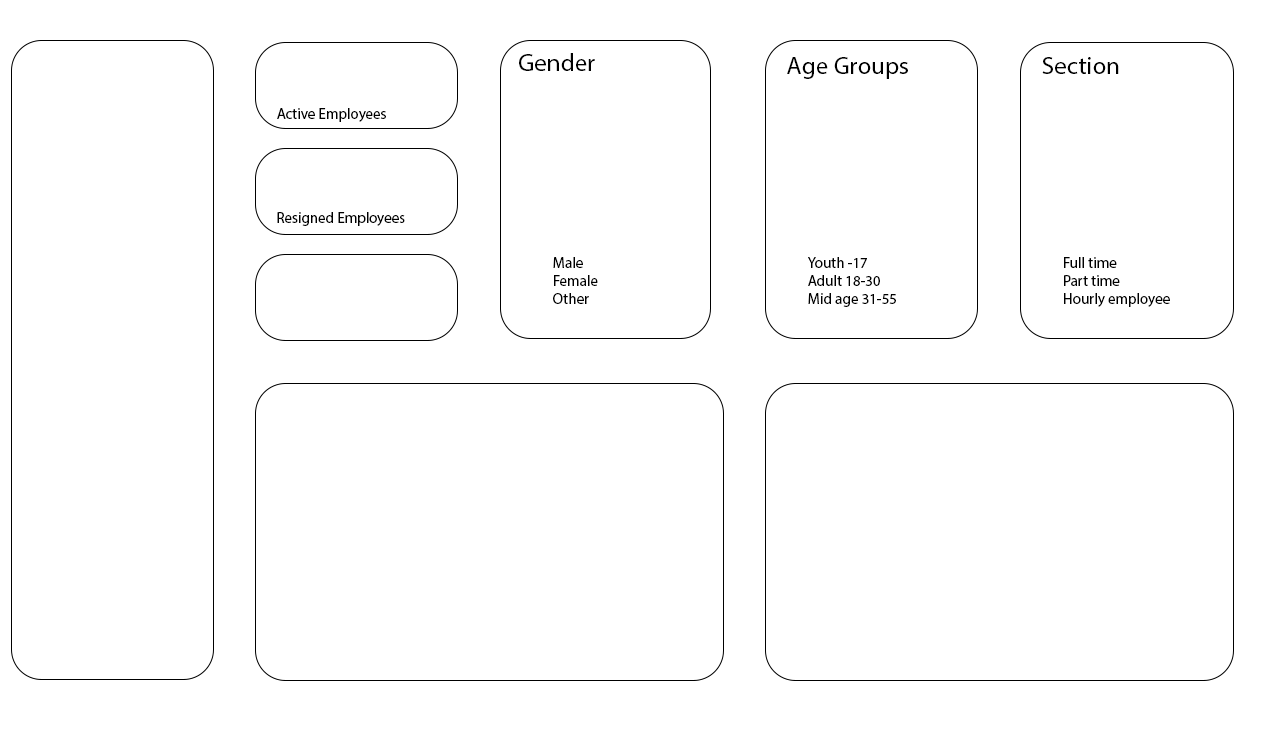 Active Employees
Resigned Employees
Gender
Male
Female
Other
Age Groups
Youth -17
Adult 18-30
Mid age 31-55
Section
Full time
Part time
Hourly employee